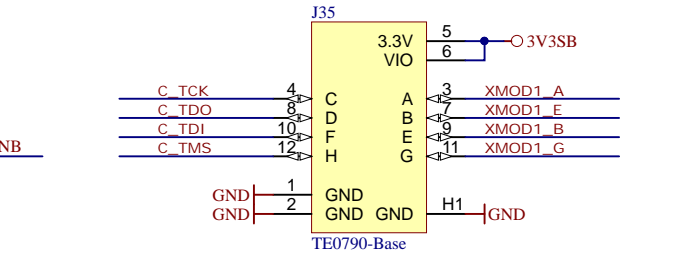 J35
3.3V 5 3V3SB
VIO 6
C_TCK 4 C A 3 XMOD1_A
C_TDO 8 D B 7 XMOD1_E
C_TDI 10 F E 9 XMOD1_B
C_TMS 12 H G 11 XMOD1_G
NB
GND 1 GND
GND 2 GND GND H1 GND
TE0790-Base